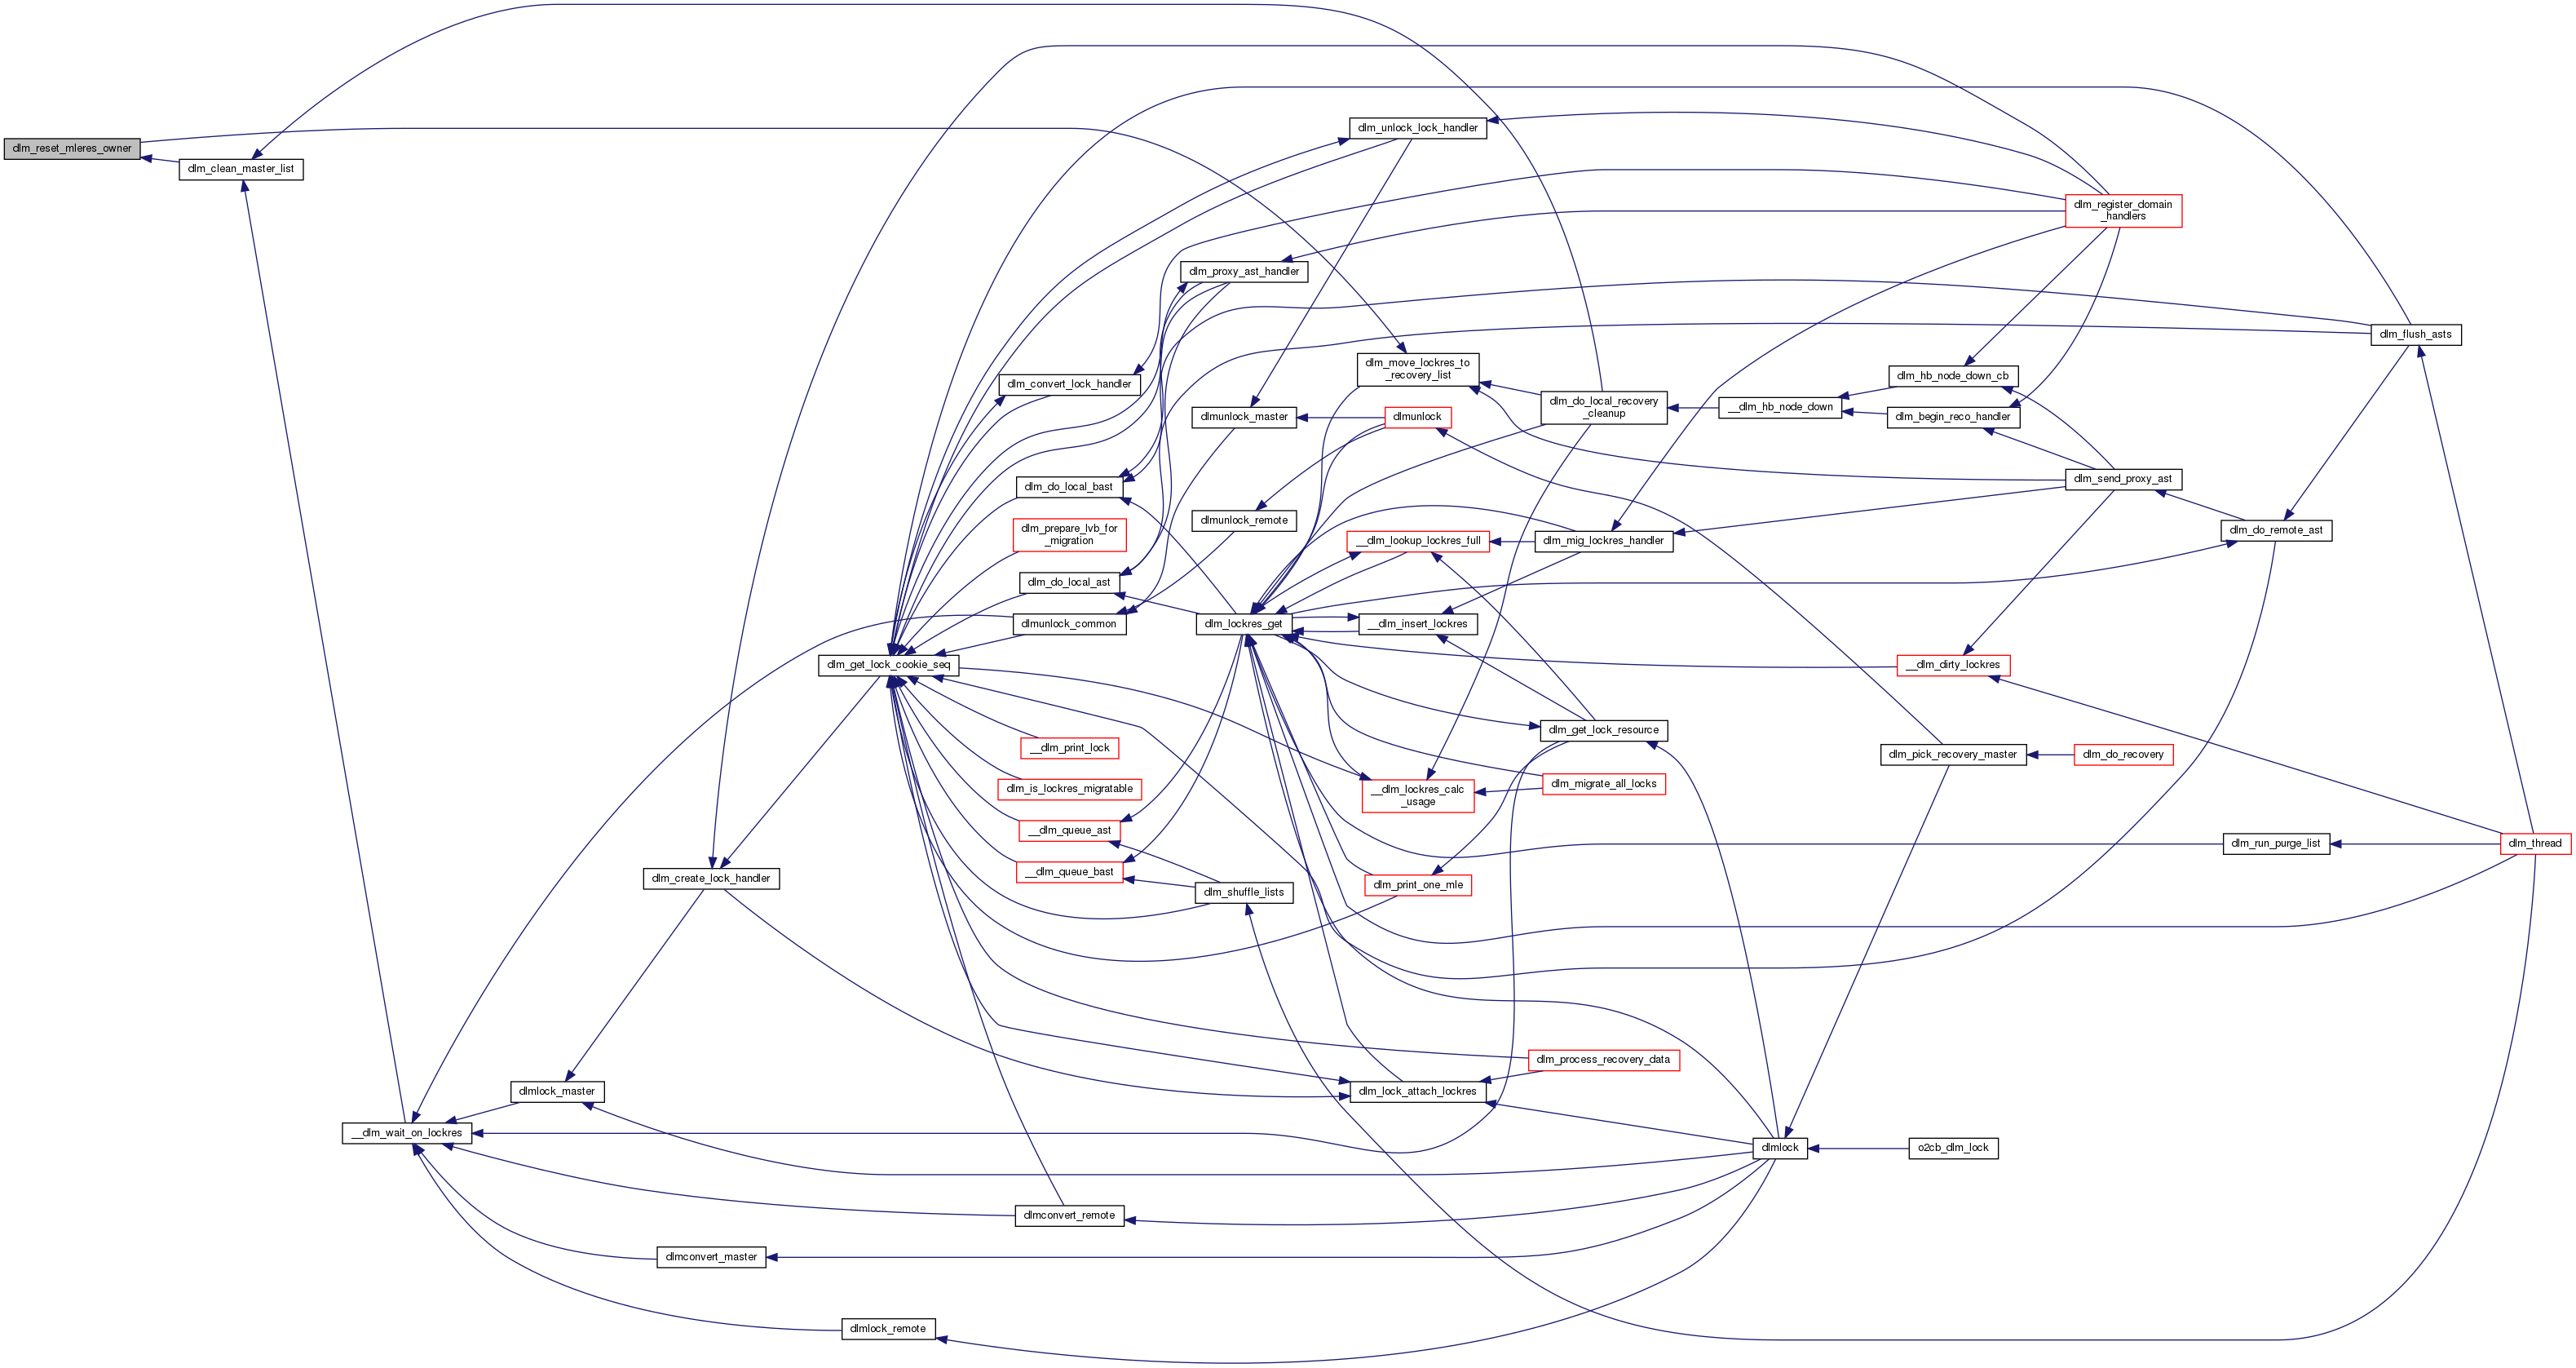 dlm_reset_mleres_owner
dlm_clean_master_list
__dlm_wait_on_lockres
dlmlock_master
dlm_create_lock_handler
dlmconvert_master
dlmlock_remote
dlm_get_lock_cookie_seq
dlm_unlock_lock_handler
dlm_convert_lock_handler
dlm_do_local_bast
dlm_prepare_lvb_for
_migration
dlm_do_local_ast
dlmunlock_common
__dlm_print_lock
dlm_is_lockres_migratable
__dlm_queue_ast
__dlm_queue_bast
dlmconvert_remote
dlm_proxy_ast_handler
dlmunlock_master
dlmunlock_remote
dlm_lockres_get
dlm_shuffle_lists
dlm_move_lockres_to
_recovery_list
dlmunlock
__dlm_lookup_lockres_full
__dlm_insert_lockres
__dlm_lockres_calc
_usage
dlm_print_one_mle
dlm_lock_attach_lockres
dlm_do_local_recovery
_cleanup
dlm_mig_lockres_handler
dlm_get_lock_resource
dlm_migrate_all_locks
dlm_process_recovery_data
__dlm_hb_node_down
dlmlock
dlm_hb_node_down_cb
dlm_begin_reco_handler
__dlm_dirty_lockres
dlm_pick_recovery_master
o2cb_dlm_lock
dlm_register_domain
_handlers
dlm_send_proxy_ast
dlm_do_recovery
dlm_do_remote_ast
dlm_run_purge_list
dlm_flush_asts
dlm_thread